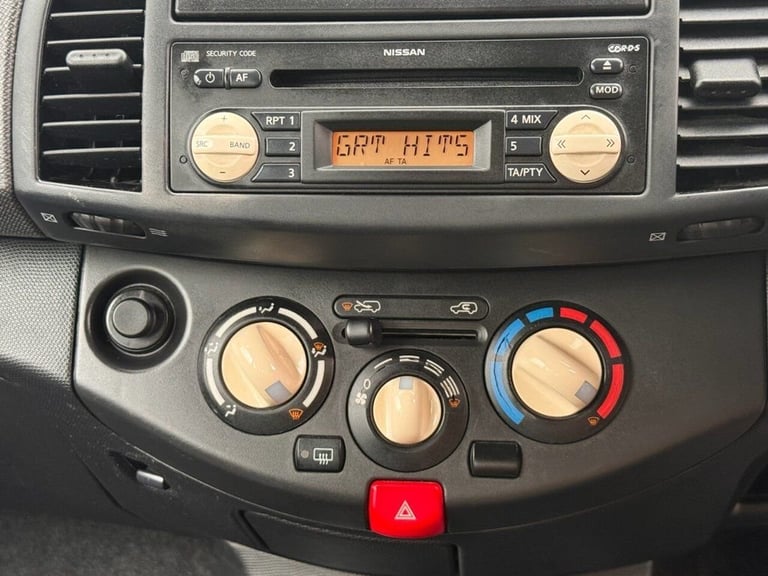 SECURITY CODE
NISSAN
R·D·S
AF
MOD
SRC
BAND
RPT 1
2
3
GRT HITS
AF TA
4 MIX
5
TA/PTY
0